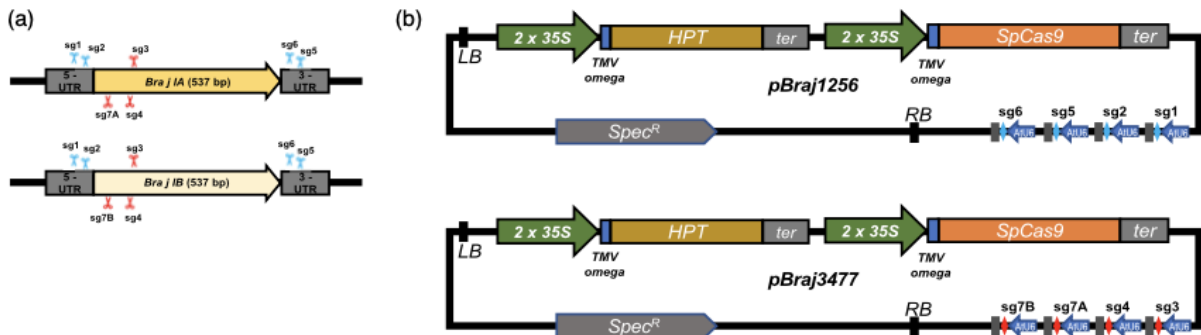 (a)
sg1
sg2
sg3
sg6
sg5
5 -
UTR
Bra j IA (537 bp)
3 -
UTR
sg7A
sg4
sg1
sg2
sg3
sg6
sg5
5 -
UTR
Bra j IB (537 bp)
3 -
UTR
sg7B
sg4
(b)
LB
2 x 35S
HPT
ter
2 x 35S
SpCas9
ter
TMV
omega
pBraj1256
TMV
omega
SpecR
RB
sg6
sg5
sg2
sg1
AtU6
AtU6
AtU6
AtU6
LB
2 x 35S
HPT
ter
2 x 35S
SpCas9
ter
TMV
omega
pBraj3477
TMV
omega
SpecR
RB
sg7B
sg7A
sg4
sg3
AtU6
AtU6
AtU6
AtU6